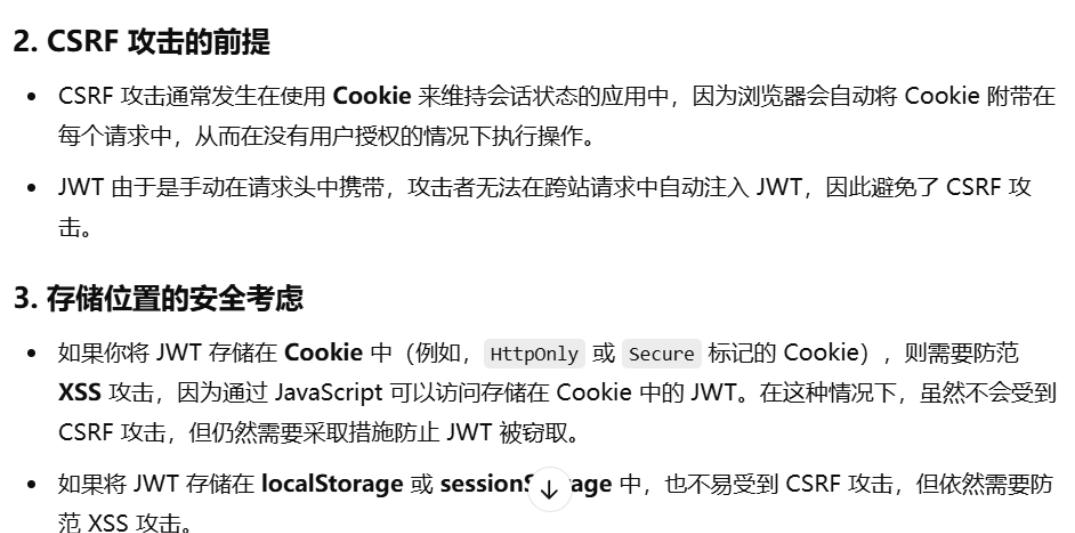 2. CSRF 攻击的前提
• CSRF 攻击通常发生在使用 Cookie 来维持会话状态的应用中，因为浏览器会自动将 Cookie 附带在
每个请求中，从而在没有用户授权的情况下执行操作。
• JWT 由于是手动在请求头中携带，攻击者无法在跨站请求中自动注入 JWT，因此避免了 CSRF 攻
击。
3. 存储位置的安全考虑
• 如果你将 JWT 存储在 Cookie 中（例如，HttpOnly 或 Secure 标记的 Cookie），则需要防范
XSS 攻击，因为通过 JavaScript 可以访问存储在 Cookie 中的 JWT。在这种情况下，虽然不会受到
CSRF 攻击，但仍然需要采取措施防止 JWT 被窃取。
• 如果将 JWT 存储在 localStorage 或 sessionStorage 中，也不易受到 CSRF 攻击，但依然需要防
范 XSS 攻击。